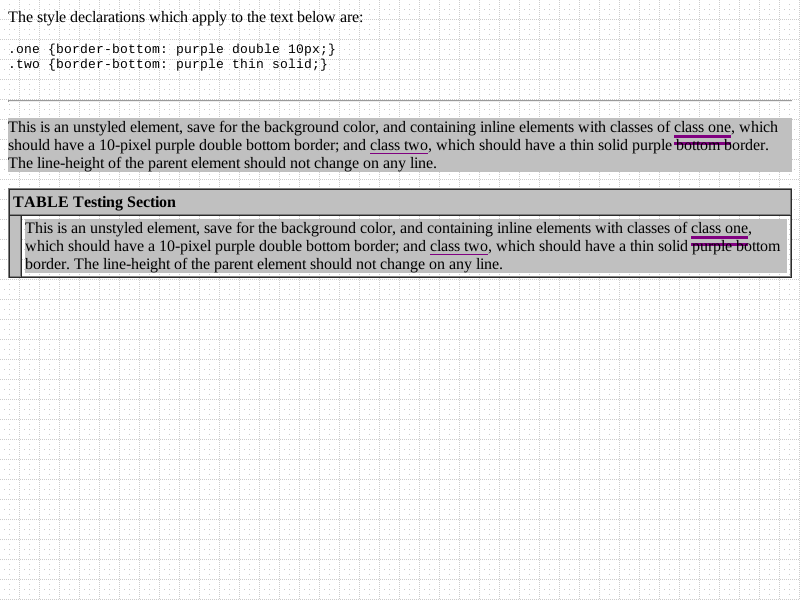 The style declarations which apply to the text below are:
.one {border-bottom: purple double 10px;}
.two {border-bottom: purple thin solid;}
This is an unstyled element, save for the background color, and containing inline elements with classes of class one, which
should have a 10-pixel purple double bottom border; and class two, which should have a thin solid purple bottom border.
The line-height of the parent element should not change on any line.
TABLE Testing Section
This is an unstyled element, save for the background color, and containing inline elements with classes of class one,
which should have a 10-pixel purple double bottom border; and class two, which should have a thin solid purple bottom
border. The line-height of the parent element should not change on any line.